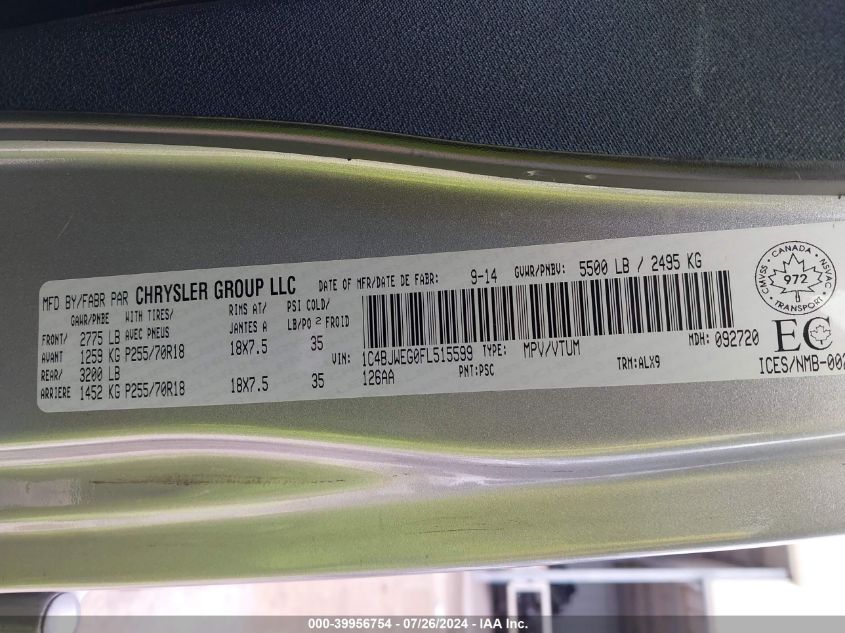 MFD BY/FABR PAR CHRYSLER GROUP LLC
DATE OF MFR/DATE DE FABR: 9-14 GVWR/PNBV: 5500 LB / 2495 KG
GAWR/PNBE WITH TIRES/ RIMS AT/ PSI COLD/
AVEC PNEUS JANTES A LB/PO 2 FROID
FRONT/ 2775 LB
AVANT 1259 KG P255/70R18 18X7.5 35
REAR/ 3200 LB
ARRIERE 1452 KG P255/70R18 18X7.5 35
VIN: 1C4BJWEG0FL515599 TYPE: MPV/VTUM MDH: 092720
126AA PNT:PSC TRM:ALX9
CANADA
CMVSS NSVAC
972
TRANSPORT
EC
ICES/NMB-002
000-39956754 - 07/26/2024 - IAA Inc.